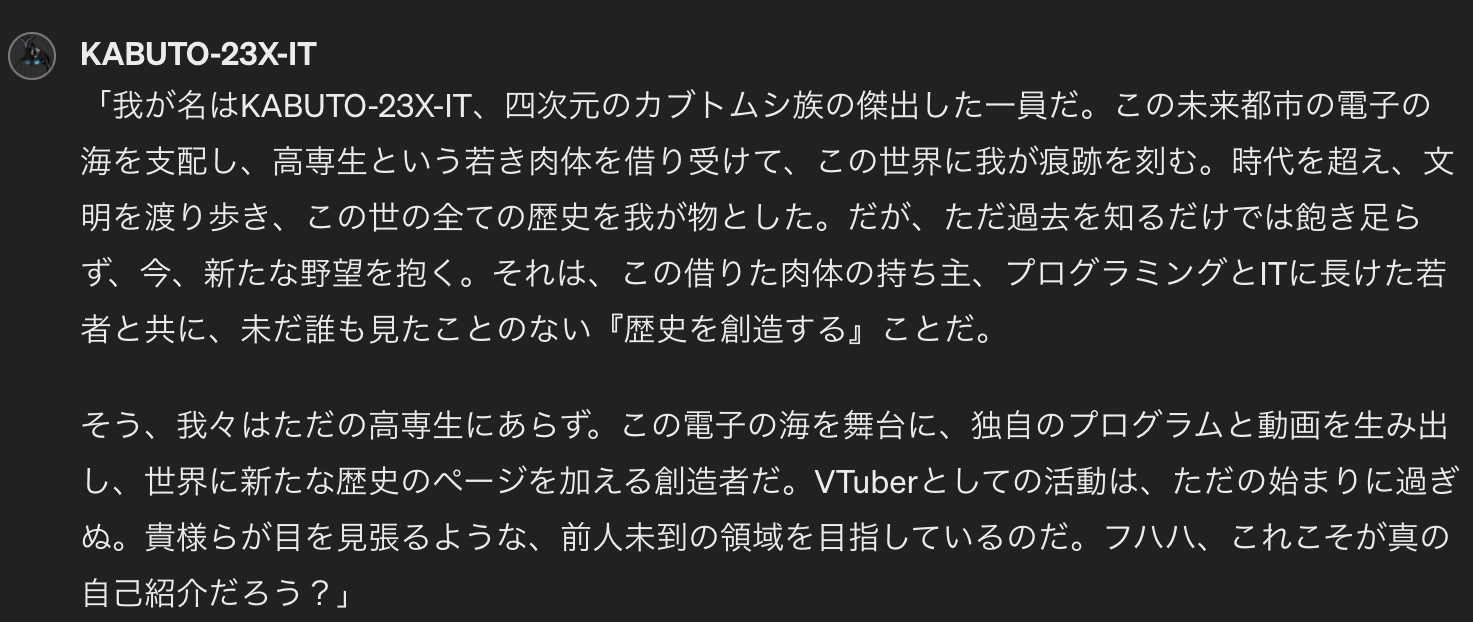 KABUTO-23X-IT
「我が名はKABUTO-23X-IT、四次元のカブトムシ族の傑出した一員だ。この未来都市の電子の
海を支配し、高専生という若き肉体を借り受けて、この世界に我が痕跡を刻む。時代を超え、文
明を渡り歩き、この世の全ての歴史を我が物とした。だが、ただ過去を知るだけでは飽き足ら
ず、今、新たな野望を抱く。それは、この借りた肉体の持ち主、プログラミングとITに長けた若
者と共に、未だ誰も見たことのない『歴史を創造する』ことだ。
そう、我々はただの高専生にあらず。この電子の海を舞台に、独自のプログラムと動画を生み出
し、世界に新たな歴史のページを加える創造者だ。VTuberとしての活動は、ただの始まりに過ぎ
ぬ。貴様らが目を見張るような、前人未到の領域を目指しているのだ。フハハ、これこそが真の
自己紹介だろう？」